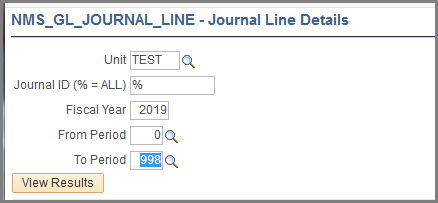 NMS_GL_JOURNAL_LINE - Journal Line Details
Unit TEST
Journal ID (% = ALL) %
Fiscal Year 2019
From Period 0
To Period 998
View Results